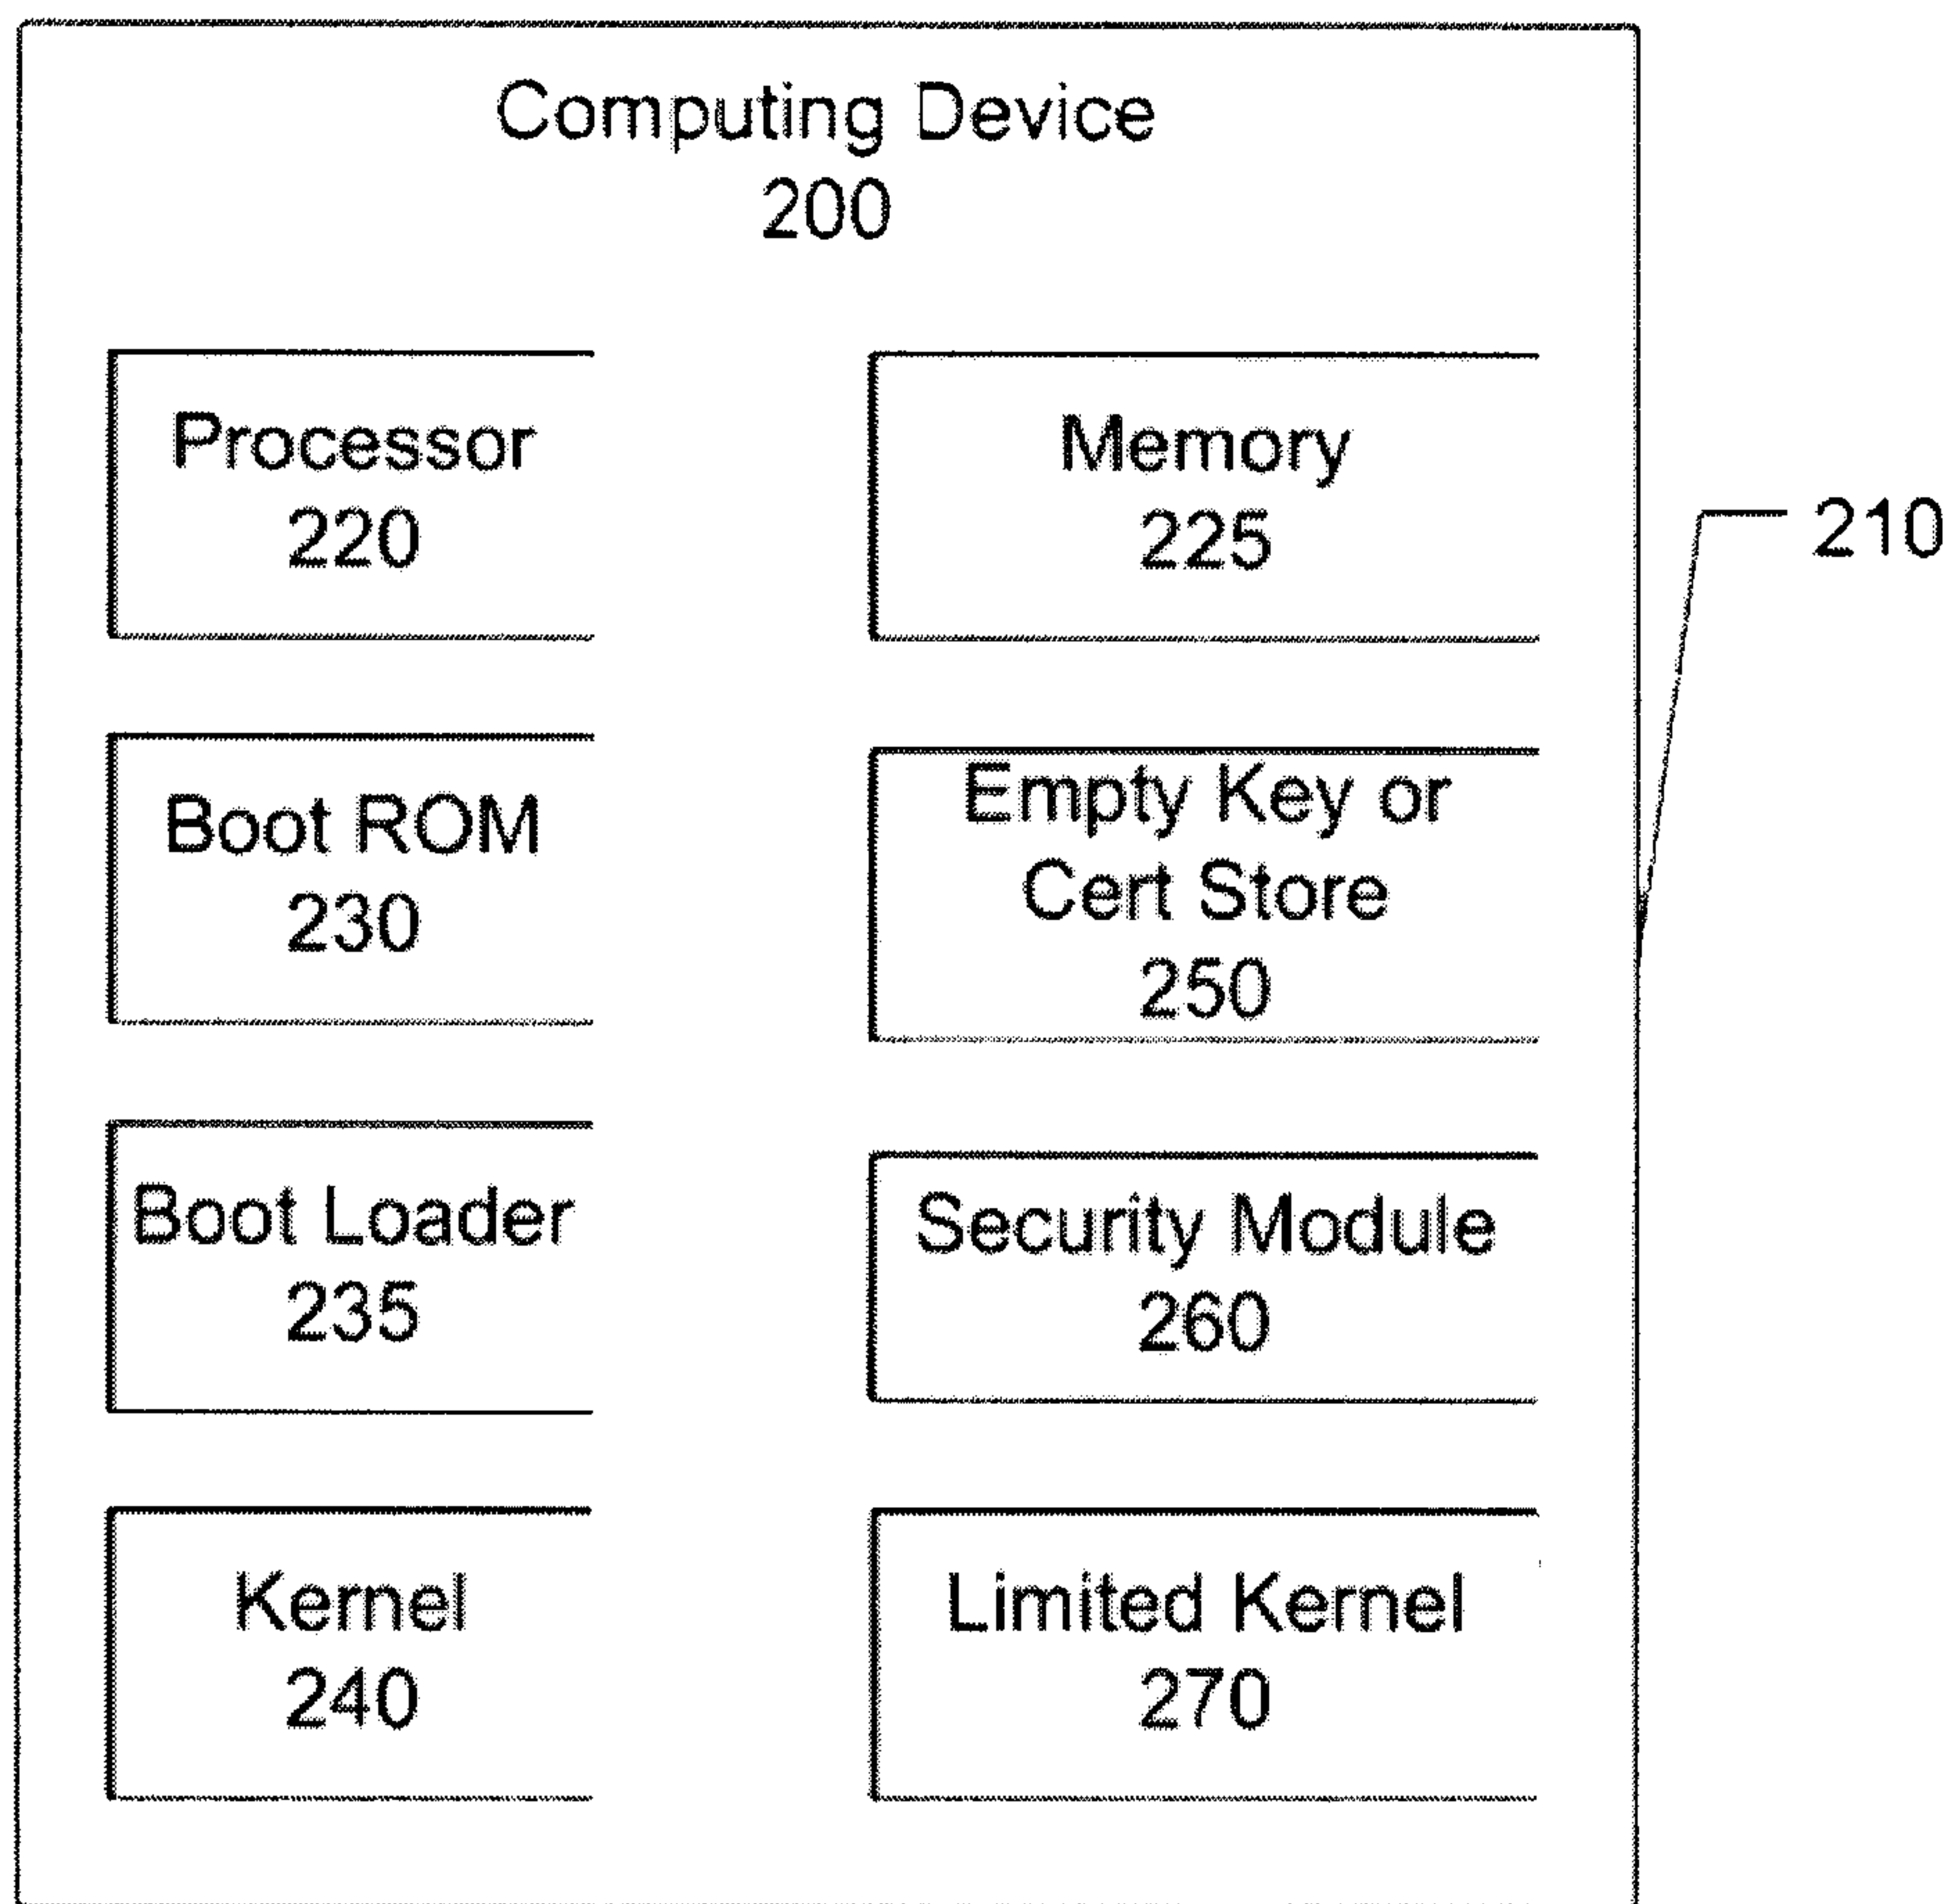 Computing Device
200
Processor
220
Memory
225
210
Boot ROM
230
Empty Key or
Cert Store
250
Boot Loader
235
Security Module
260
Kernel
240
Limited Kernel
270